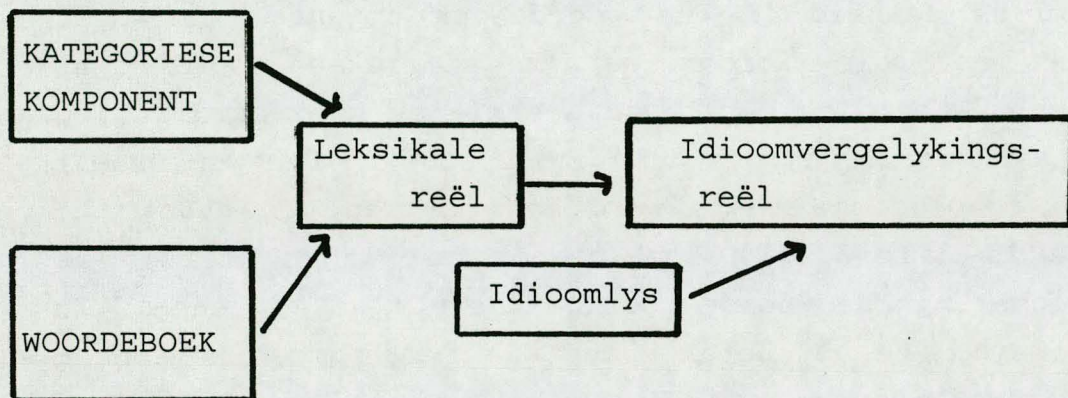 KATEGORIESE
KOMPONENT
Leksikale
reël
Idioomvergelykings-
reël
Idioomlys
WOORDEBOEK